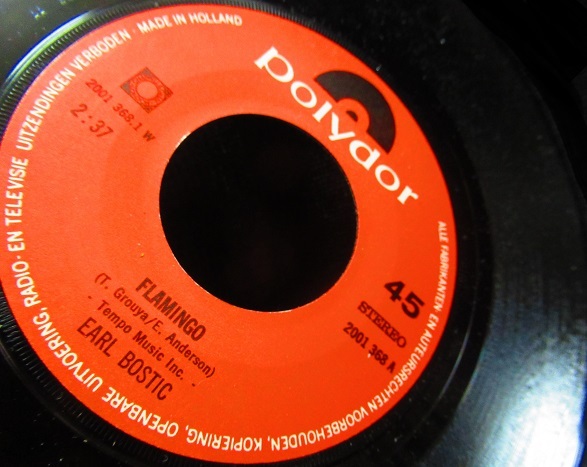 ALLE FABRIKANTEN EN AUTEURSRECHTEN VOORBEHOUDEN, KOPIERING, OPENBARE UITVOERING, RADIO- EN TELEVISIE UITZENDINGEN VERBODEN · MADE IN HOLLAND
polydor
2001 368.1 W
2:37
45
STEREO
2001 368 A
FLAMINGO
(T. Grouya/E. Anderson)
- Tempo Music Inc. -
EARL BOSTIC